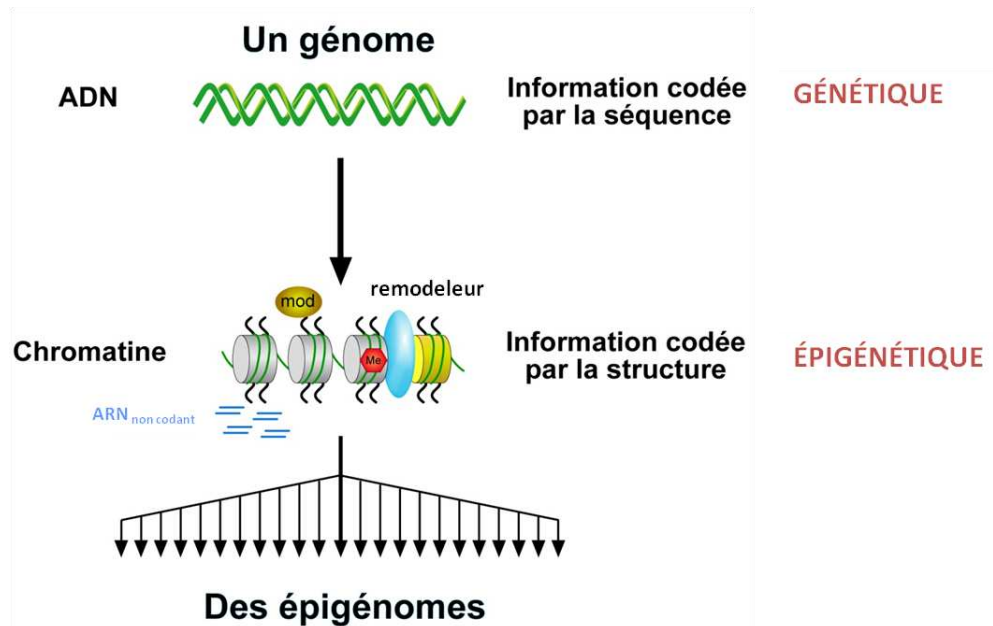 Un génome
ADN
Information codée
par la séquence
GÉNÉTIQUE
mod
remodeleur
Chromatine
Me
Information codée
par la structure
ÉPIGÉNÉTIQUE
ARN non codant
Des épigénomes